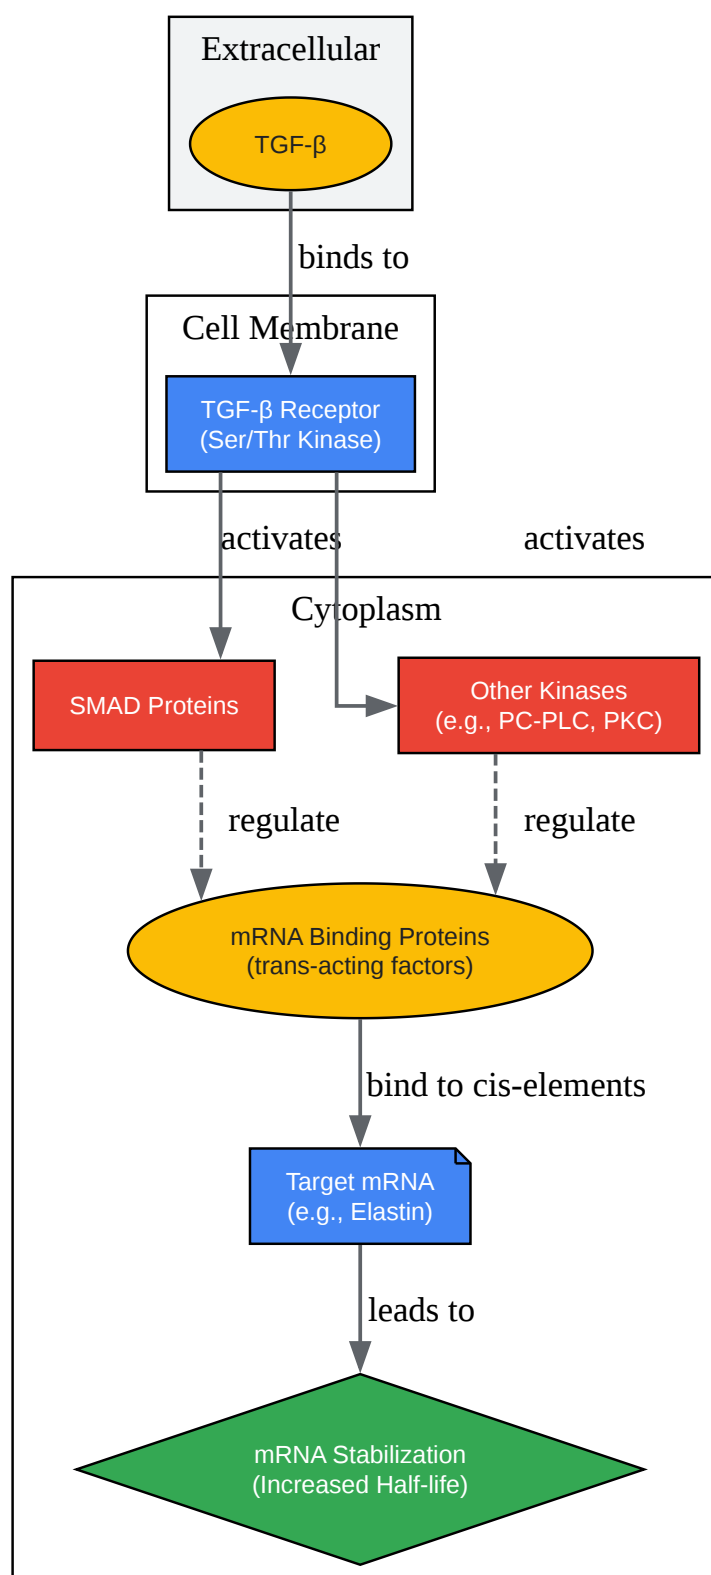 Extracellular
TGF-β
binds to
Cell Membrane
TGF-β Receptor
(Ser/Thr Kinase)
activates
activates
Cytoplasm
SMAD Proteins
Other Kinases
(e.g., PC-PLC, PKC)
regulate
regulate
mRNA Binding Proteins
(trans-acting factors)
bind to cis-elements
Target mRNA
(e.g., Elastin)
leads to
mRNA Stabilization
(Increased Half-life)